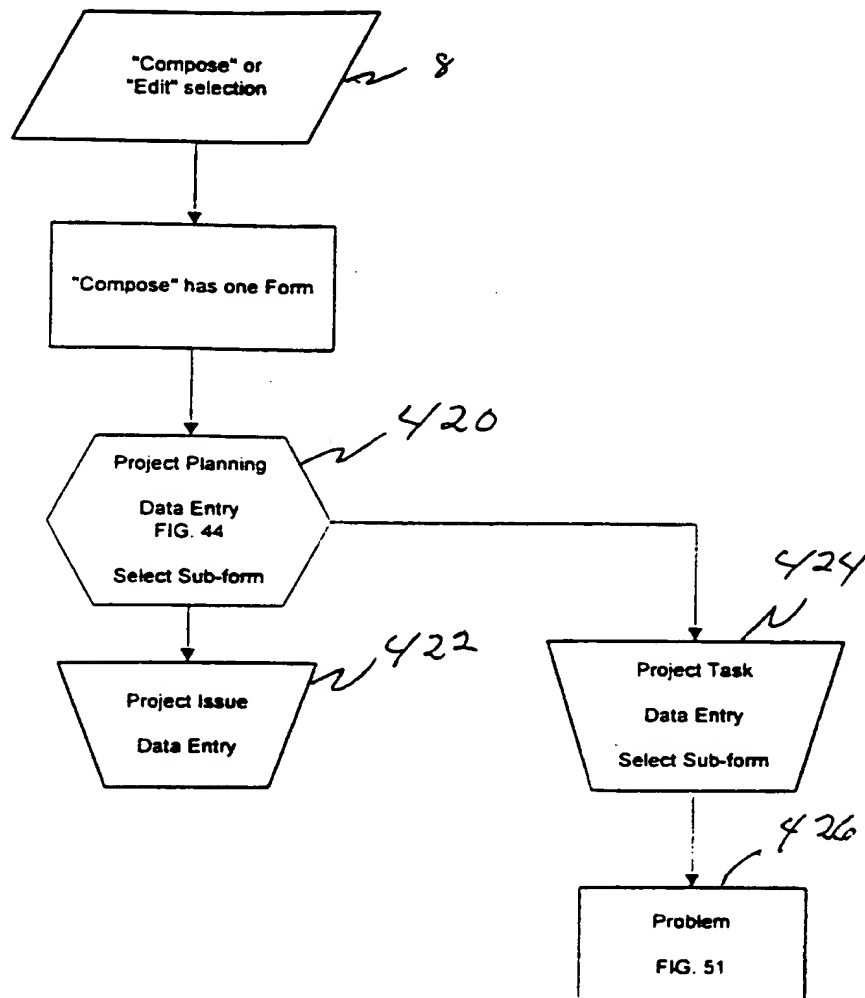 "Compose" or
"Edit" selection
8
"Compose" has one Form
420
Project Planning
Data Entry
FIG. 44
Select Sub-form
424
422
Project Issue
Data Entry
Project Task
Data Entry
Select Sub-form
426
Problem
FIG. 51